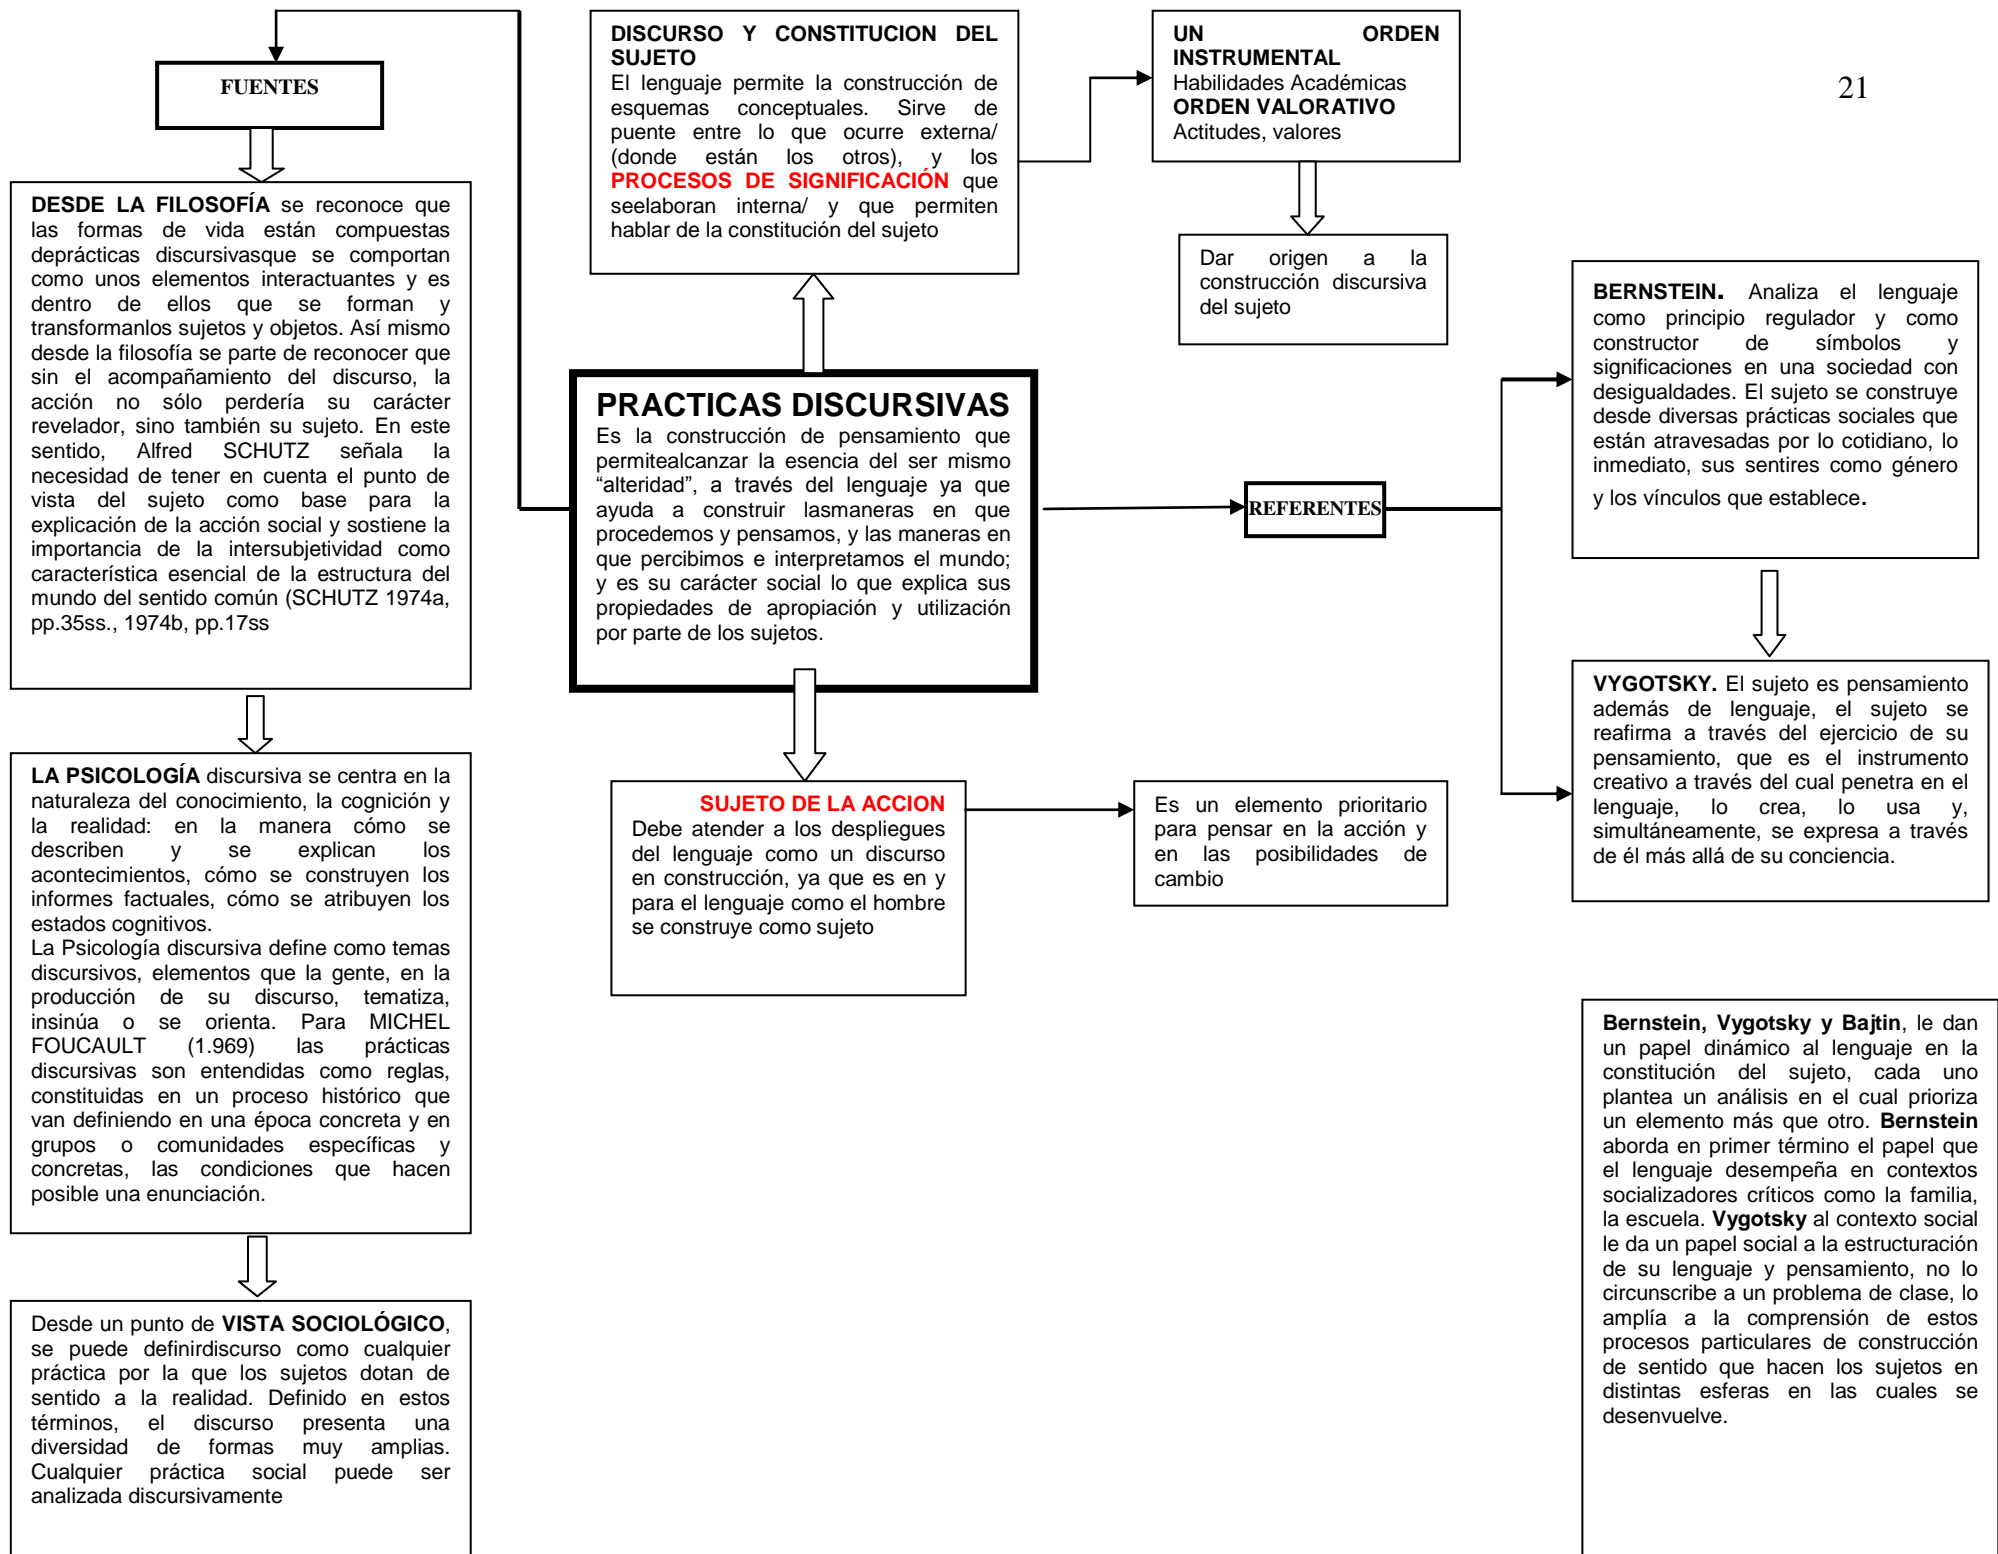 21
FUENTES
DESDE LA FILOSOFÍA se reconoce que
las formas de vida están compuestas
deprácticas discursivasque se comportan
como unos elementos interactuantes y es
dentro de ellos que se forman y
transformanlos sujetos y objetos. Así mismo
desde la filosofía se parte de reconocer que
sin el acompañamiento del discurso, la
acción no sólo perdería su carácter
revelador, sino también su sujeto. En este
sentido, Alfred SCHUTZ señala la
necesidad de tener en cuenta el punto de
vista del sujeto como base para la
explicación de la acción social y sostiene la
importancia de la intersubjetividad como
característica esencial de la estructura del
mundo del sentido común (SCHUTZ 1974a,
pp.35ss., 1974b, pp.17ss
LA PSICOLOGÍA discursiva se centra en la
naturaleza del conocimiento, la cognición y
la realidad: en la manera cómo se
describen y se explican los
acontecimientos, cómo se construyen los
informes factuales, cómo se atribuyen los
estados cognitivos.
La Psicología discursiva define como temas
discursivos, elementos que la gente, en la
producción de su discurso, tematiza,
insinúa o se orienta. Para MICHEL
FOUCAULT (1.969) las prácticas
discursivas son entendidas como reglas,
constituidas en un proceso histórico que
van definiendo en una época concreta y en
grupos o comunidades específicas y
concretas, las condiciones que hacen
posible una enunciación.
Desde un punto de VISTA SOCIOLÓGICO,
se puede definirdiscurso como cualquier
práctica por la que los sujetos dotan de
sentido a la realidad. Definido en estos
términos, el discurso presenta una
diversidad de formas muy amplias.
Cualquier práctica social puede ser
analizada discursivamente
DISCURSO Y CONSTITUCION DEL
SUJETO
El lenguaje permite la construcción de
esquemas conceptuales. Sirve de
puente entre lo que ocurre externa/
(donde están los otros), y los
PROCESOS DE SIGNIFICACIÓN que
seelaboran interna/ y que permiten
hablar de la constitución del sujeto
UN ORDEN
INSTRUMENTAL
Habilidades Académicas
ORDEN VALORATIVO
Actitudes, valores
Dar origen a la
construcción discursiva
del sujeto
PRACTICAS DISCURSIVAS
Es la construcción de pensamiento que
permitealcanzar la esencia del ser mismo
“alteridad”, a través del lenguaje ya que
ayuda a construir lasmaneras en que
procedemos y pensamos, y las maneras en
que percibimos e interpretamos el mundo;
y es su carácter social lo que explica sus
propiedades de apropiación y utilización
por parte de los sujetos.
SUJETO DE LA ACCION
Debe atender a los despliegues
del lenguaje como un discurso
en construcción, ya que es en y
para el lenguaje como el hombre
se construye como sujeto
Es un elemento prioritario
para pensar en la acción y
en las posibilidades de
cambio
REFERENTES
BERNSTEIN. Analiza el lenguaje
como principio regulador y como
constructor de símbolos y
significaciones en una sociedad con
desigualdades. El sujeto se construye
desde diversas prácticas sociales que
están atravesadas por lo cotidiano, lo
inmediato, sus sentires como género
y los vínculos que establece.
VYGOTSKY. El sujeto es pensamiento
además de lenguaje, el sujeto se
reafirma a través del ejercicio de su
pensamiento, que es el instrumento
creativo a través del cual penetra en el
lenguaje, lo crea, lo usa y,
simultáneamente, se expresa a través
de él más allá de su conciencia.
Bernstein, Vygotsky y Bajtin, le dan
un papel dinámico al lenguaje en la
constitución del sujeto, cada uno
plantea un análisis en el cual prioriza
un elemento más que otro. Bernstein
aborda en primer término el papel que
el lenguaje desempeña en contextos
socializadores críticos como la familia,
la escuela. Vygotsky al contexto social
le da un papel social a la estructuración
de su lenguaje y pensamiento, no lo
circunscribe a un problema de clase, lo
amplía a la comprensión de estos
procesos particulares de construcción
de sentido que hacen los sujetos en
distintas esferas en las cuales se
desenvuelve.